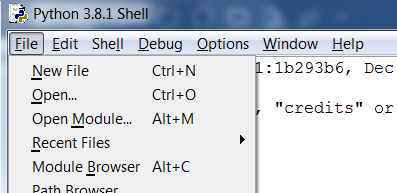 Python 3.8.1 Shell
File Edit Shell Debug Options Window Help
New File Ctrl+N
1:1b293b6, Dec
Open... Ctrl+O
Open Module... Alt+M
, "credits" or
Recent Files
Module Browser Alt+C
Path Browser